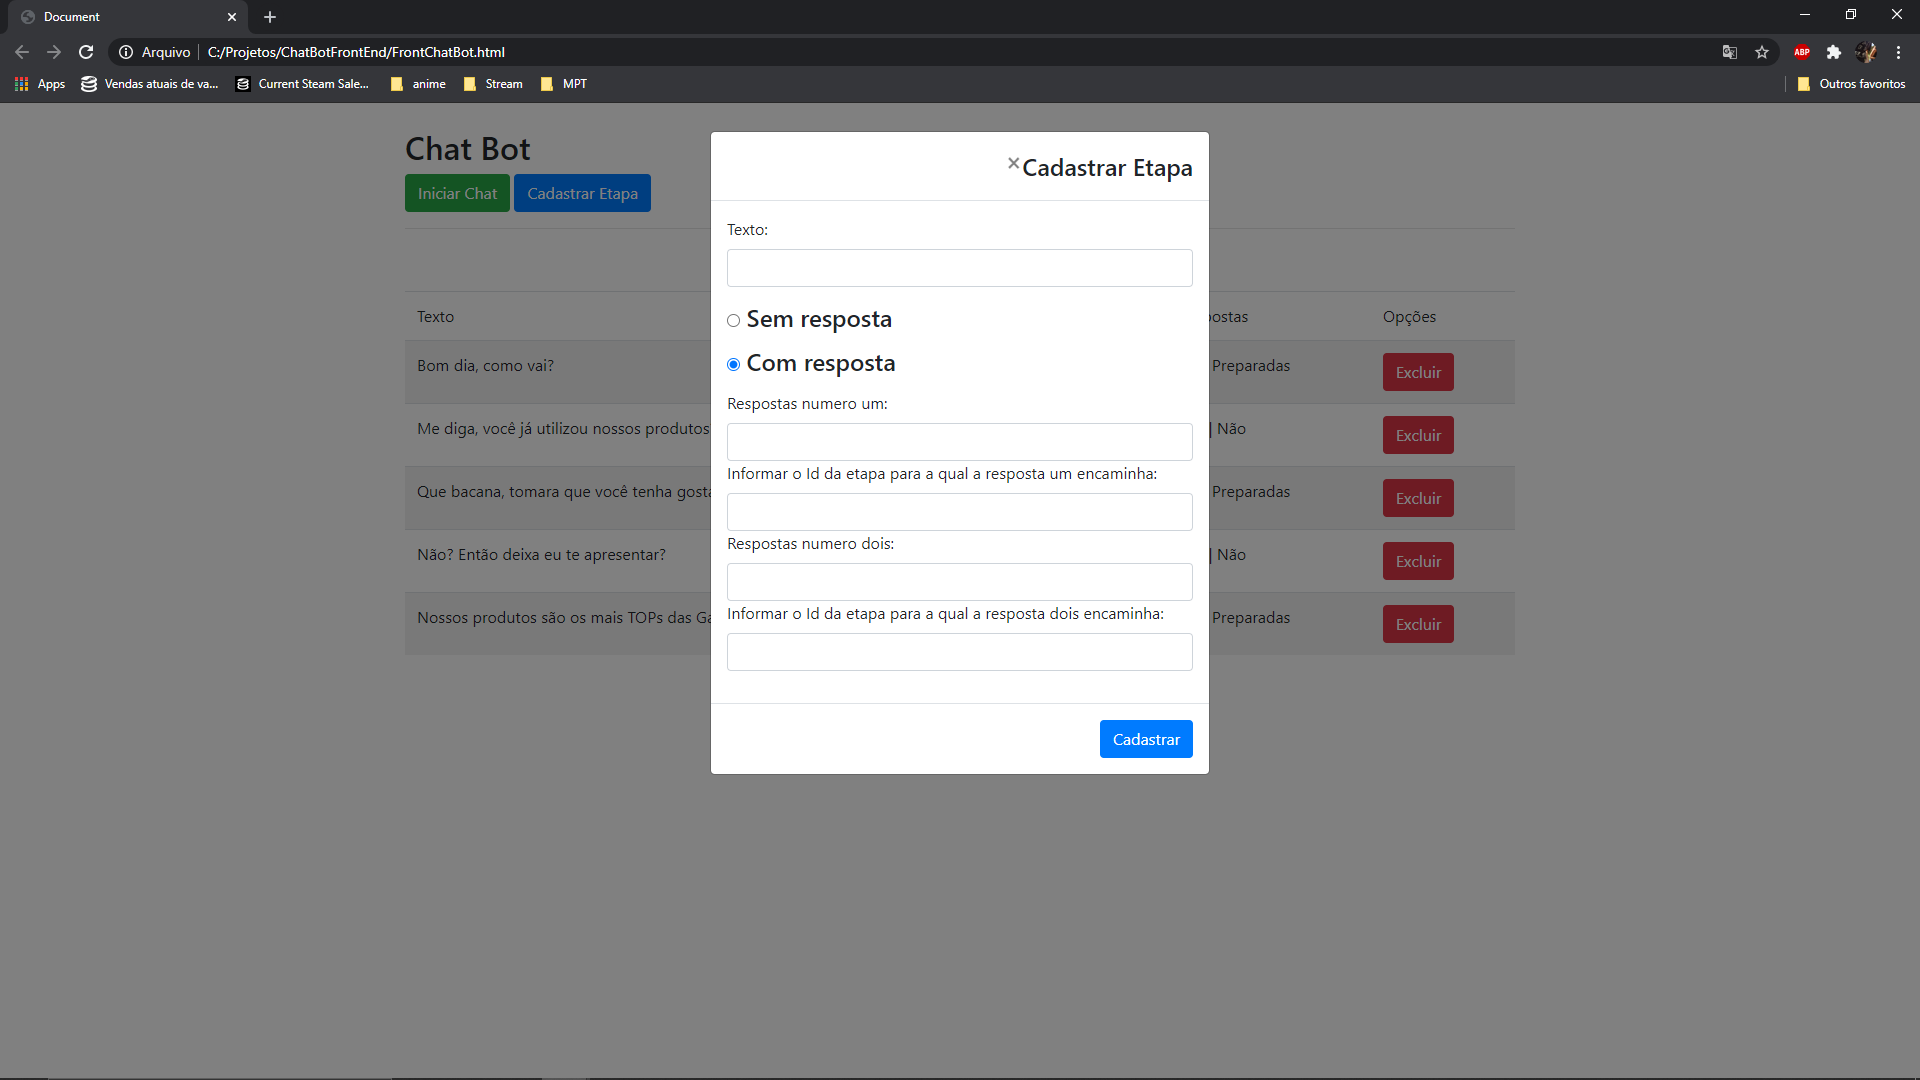 Document
Arquivo C:/Projetos/ChatBotFrontEnd/FrontChatBot.html
ABP
Apps Vendas atuais de va... Current Steam Sale... anime Stream MPT Outros favoritos
Chat Bot
Iniciar Chat Cadastrar Etapa
×Cadastrar Etapa
Texto:
Sem resposta
Com resposta
Respostas numero um:
Informar o Id da etapa para a qual a resposta um encaminha:
Respostas numero dois:
Informar o Id da etapa para a qual a resposta dois encaminha:
Cadastrar
Texto postas Opções
Bom dia, como vai? Preparadas Excluir
Me diga, você já utilizou nossos produtos | Não Excluir
Que bacana, tomara que você tenha gosta Preparadas Excluir
Não? Então deixa eu te apresentar? | Não Excluir
Nossos produtos são os mais TOPs das Ga Preparadas Excluir